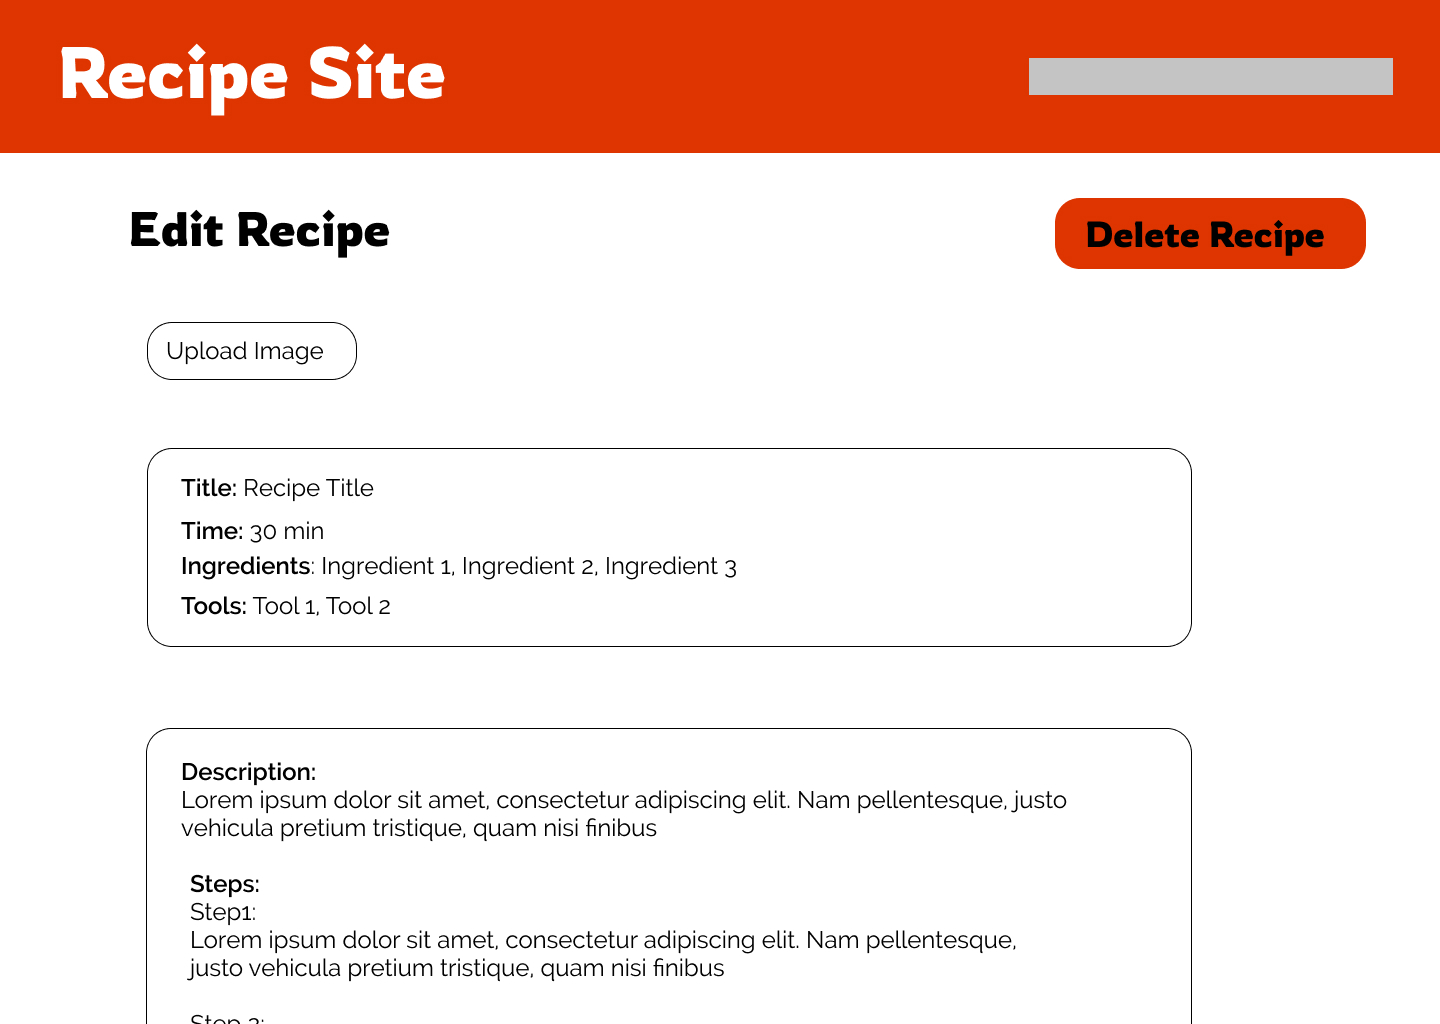 Recipe Site
Edit Recipe
Delete Recipe
Upload Image
Title: Recipe Title
Time: 30 min
Ingredients: Ingredient 1, Ingredient 2, Ingredient 3
Tools: Tool 1, Tool 2
Description:
Lorem ipsum dolor sit amet, consectetur adipiscing elit. Nam pellentesque, justo
vehicula pretium tristique, quam nisi finibus
Steps:
Step1:
Lorem ipsum dolor sit amet, consectetur adipiscing elit. Nam pellentesque,
justo vehicula pretium tristique, quam nisi finibus
Step 2: